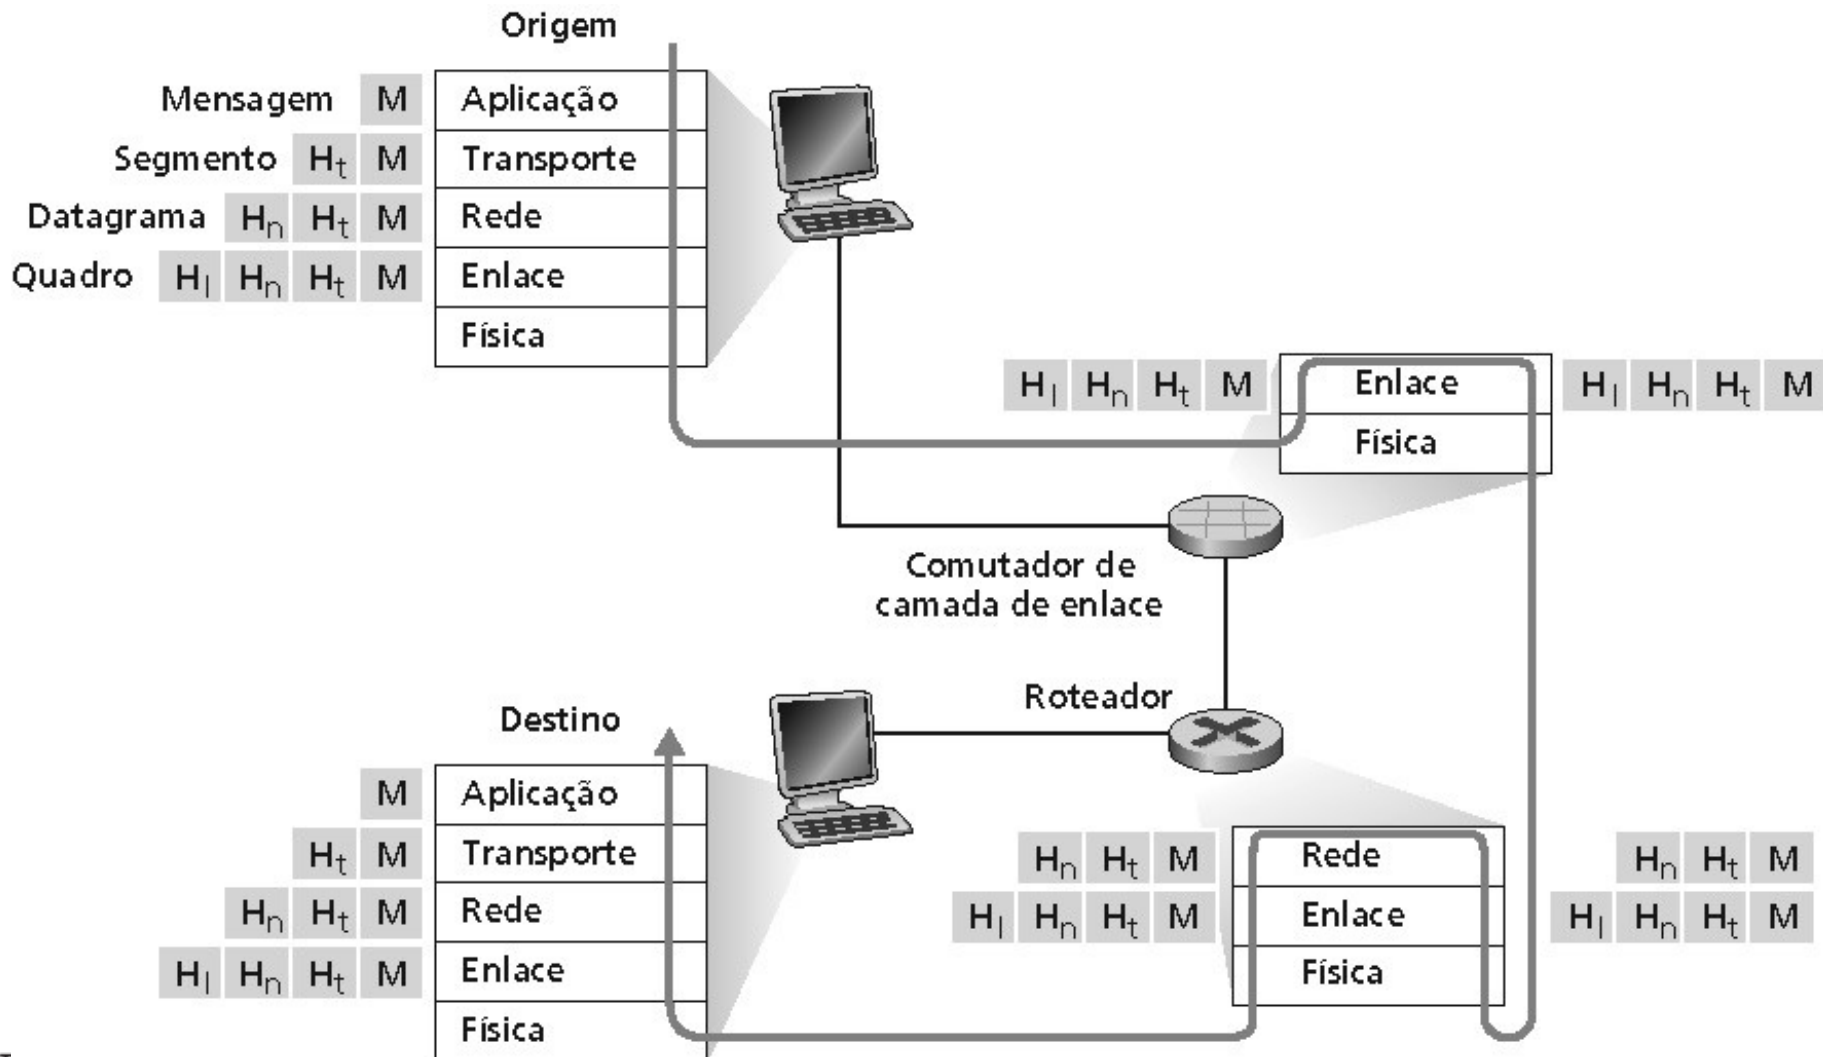 Origem
Mensagem M Aplicação
Segmento Ht M Transporte
Datagrama Hn Ht M Rede
Quadro Hl Hn Ht M Enlace
Física
Hl Hn Ht M Enlace Hl Hn Ht M
Física
Comutador de
camada de enlace
Roteador
Destino
M Aplicação
Ht M Transporte
Hn Ht M Rede
Hl Hn Ht M Enlace
Física
Hn Ht M Rede Hn Ht M
Hl Hn Ht M Enlace Hl Hn Ht M
Física